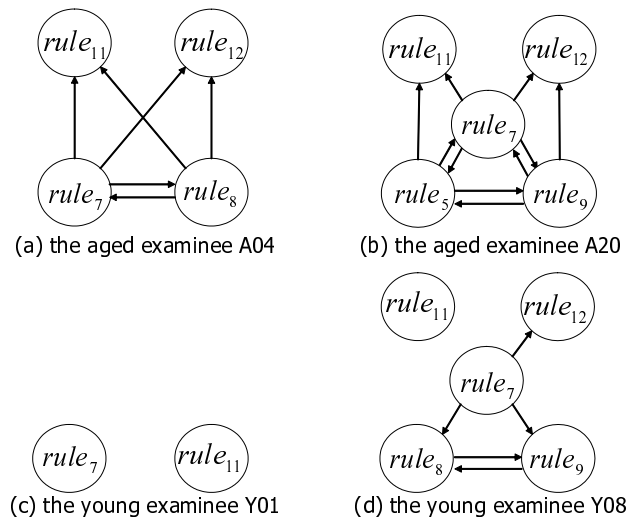 rule11 rule12 rule11 rule12
rule7
rule7 rule8 rule5 rule9
(a) the aged examinee A04 (b) the aged examinee A20
rule11 rule12
rule7
rule7 rule11 rule8 rule9
(c) the young examinee Y01 (d) the young examinee Y08